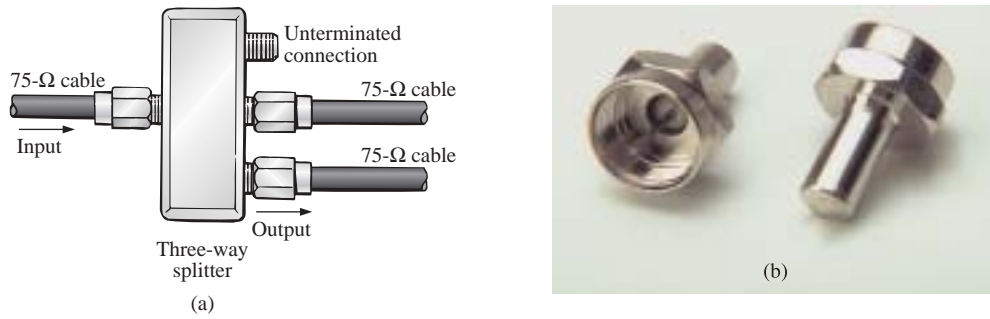 Unterminated
connection
75-Ω cable
75-Ω cable
Input
75-Ω cable
Output
Three-way
splitter
(a)
(b)